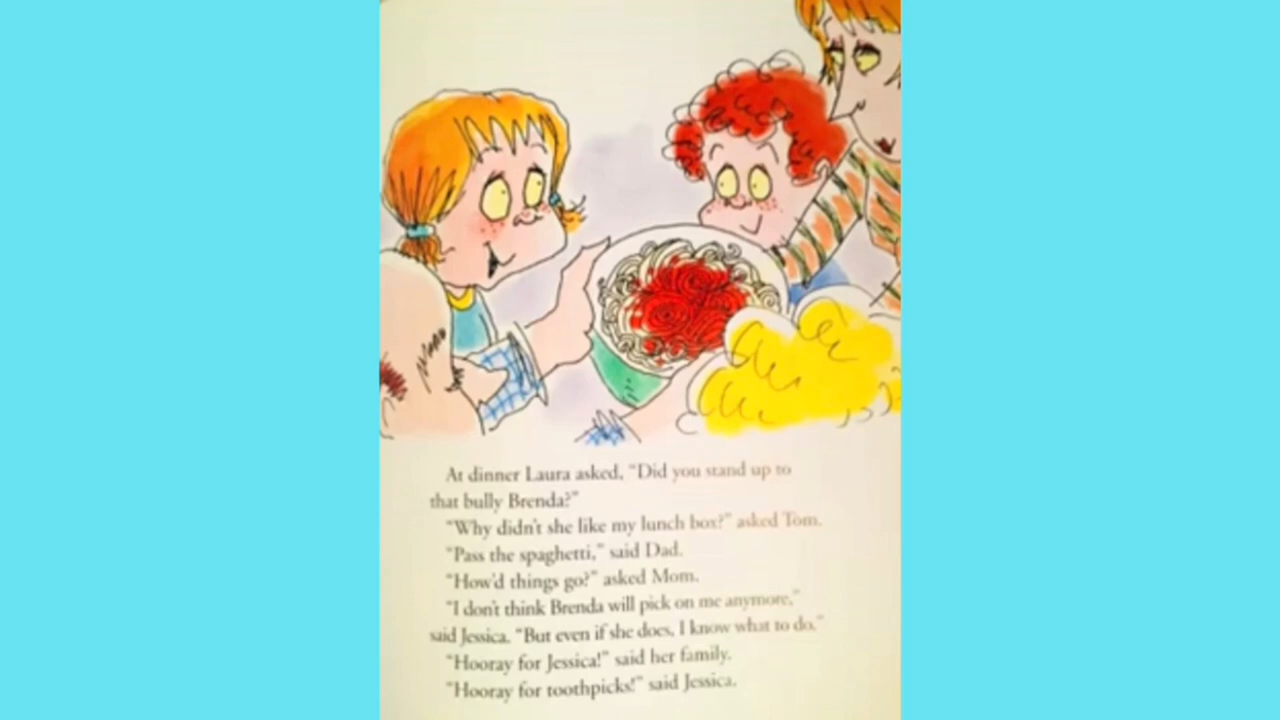 At dinner Laura asked, "Did you stand up to
that bully Brenda?"
"Why didn't she like my lunch box?" asked Tom.
"Pass the spaghetti," said Dad.
"How'd things go?" asked Mom.
"I don't think Brenda will pick on me anymore,"
said Jessica. "But even if she does, I know what to do."
"Hooray for Jessica!" said her family.
"Hooray for toothpicks!" said Jessica.